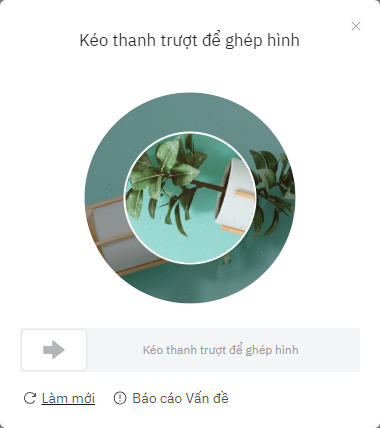 Kéo thanh trượt để ghép hình
Kéo thanh trượt để ghép hình
Làm mới
Báo cáo Vấn đề